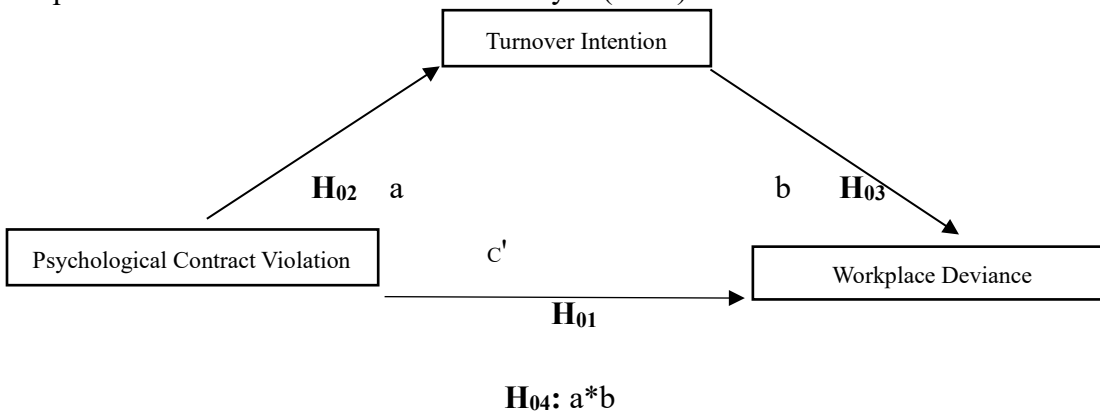 Turnover Intention
H02 a
b H03
Psychological Contract Violation
c'
Workplace Deviance
H01
H04: a*b